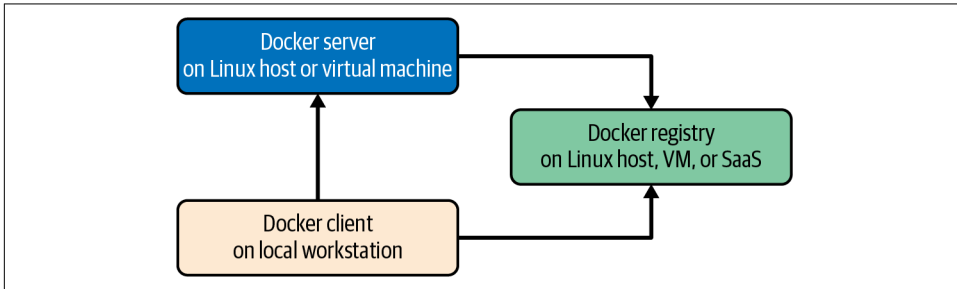 Docker server
on Linux host or virtual machine
Docker registry
on Linux host, VM, or SaaS
Docker client
on local workstation